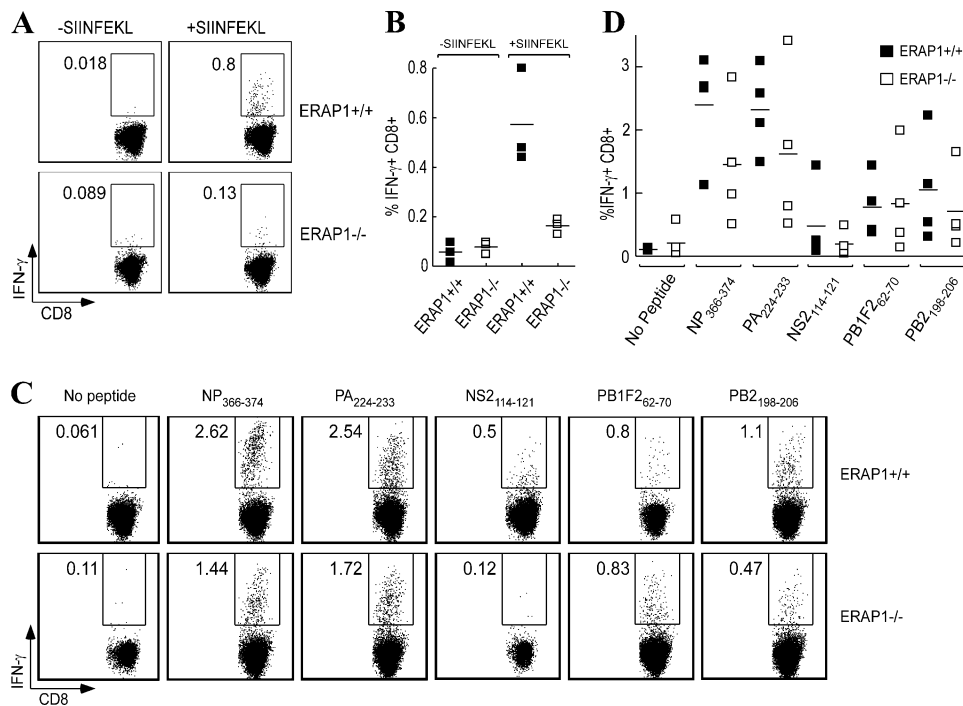 A
-SIINFEKL
+SIINFEKL
0.018
0.8
ERAP1+/+
0.089
0.13
ERAP1-/-
IFN-γ
CD8
B
-SIINFEKL
+SIINFEKL
% IFN-γ+ CD8+
0.8
0.6
0.4
0.2
0
ERAP1+/+
ERAP1-/-
ERAP1+/+
ERAP1-/-
D
ERAP1+/+
ERAP1-/-
%IFN-γ+ CD8+
3
2
1
0
No Peptide
NP366-374
PA224-233
NS2114-121
PB1F262-70
PB2198-206
C
No peptide
NP366-374
PA224-233
NS2114-121
PB1F262-70
PB2198-206
0.061
2.62
2.54
0.5
0.8
1.1
ERAP1+/+
0.11
1.44
1.72
0.12
0.83
0.47
ERAP1-/-
IFN-γ
CD8